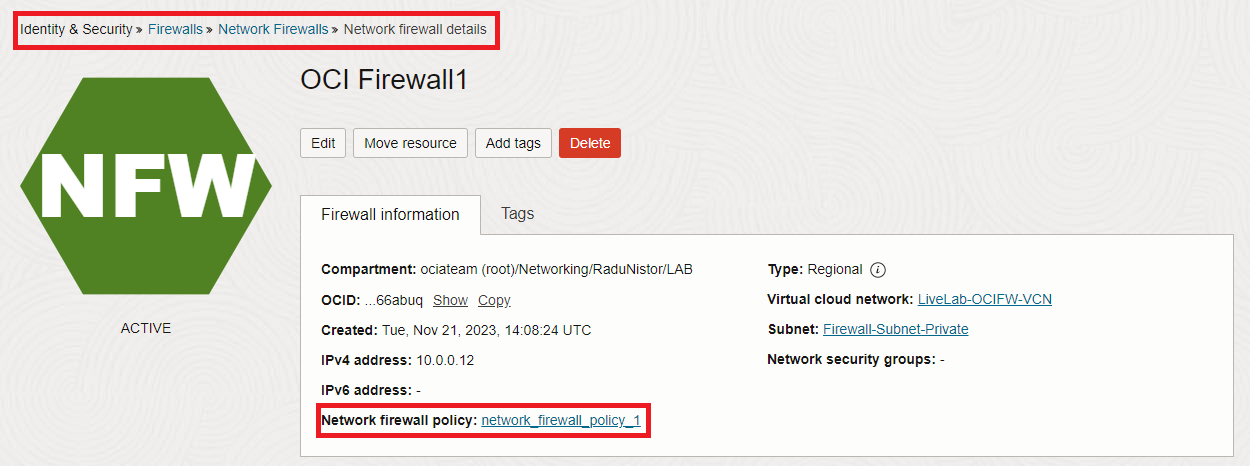 Identity & Security » Firewalls » Network Firewalls » Network firewall details
NFW
ACTIVE
OCI Firewall1
Edit Move resource Add tags Delete
Firewall information Tags
Compartment: ociateam (root)/Networking/RaduNistor/LAB
OCID: ...66abuq Show Copy
Created: Tue, Nov 21, 2023, 14:08:24 UTC
IPv4 address: 10.0.0.12
IPv6 address: -
Network firewall policy: network_firewall_policy_1
Type: Regional i
Virtual cloud network: LiveLab-OCIFW-VCN
Subnet: Firewall-Subnet-Private
Network security groups: -